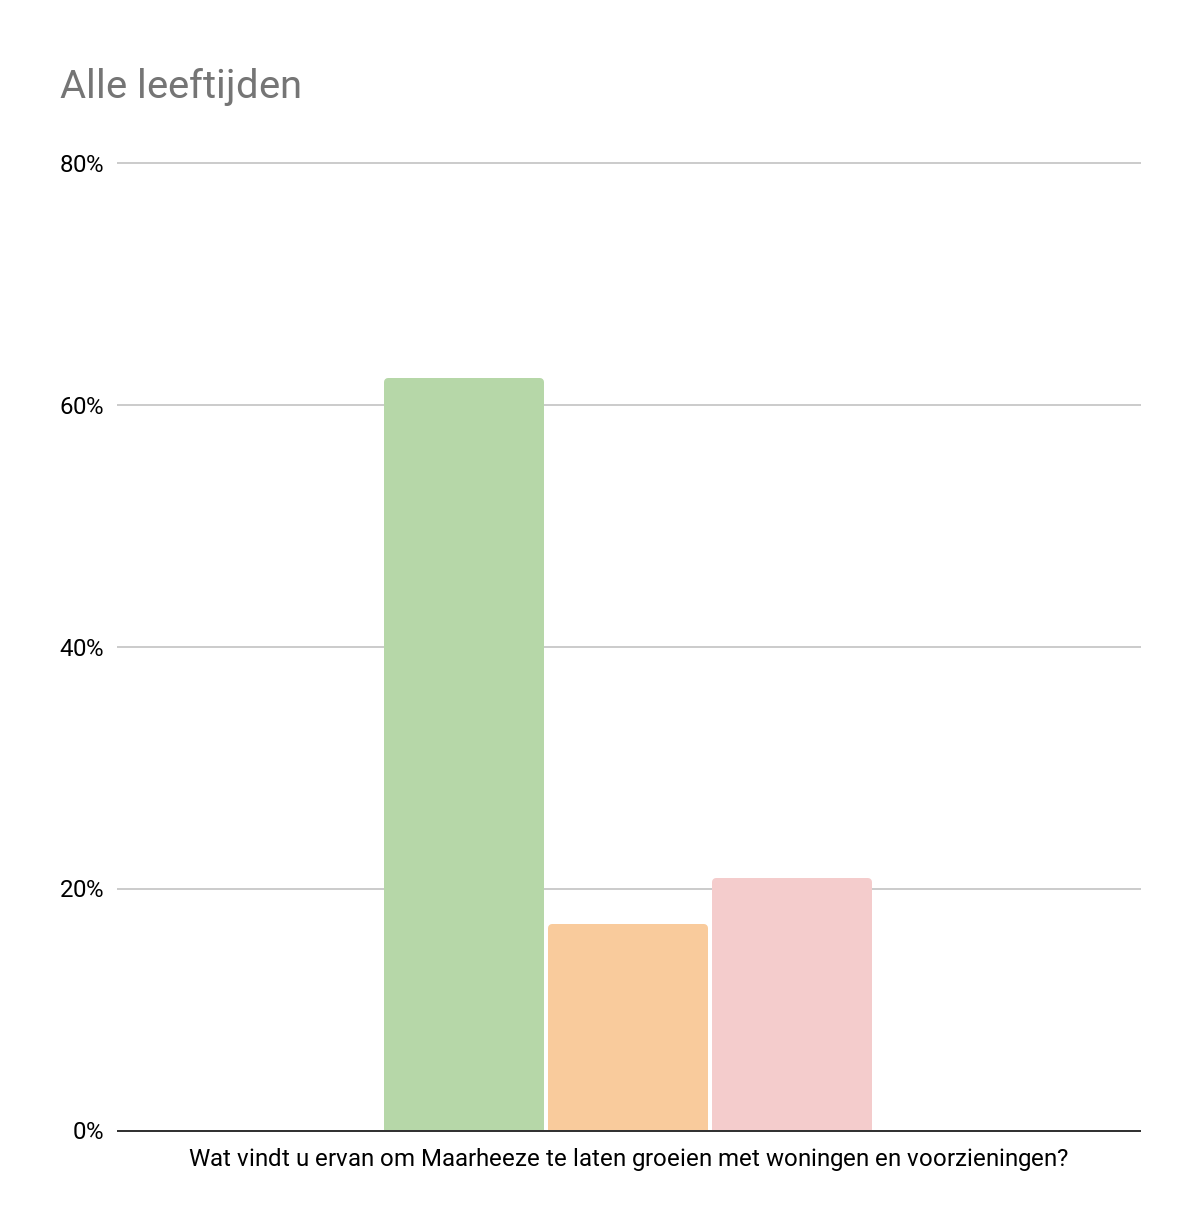 Alle leeftijden
80%
60%
40%
20%
0%
Wat vindt u ervan om Maarheeze te laten groeien met woningen en voorzieningen?